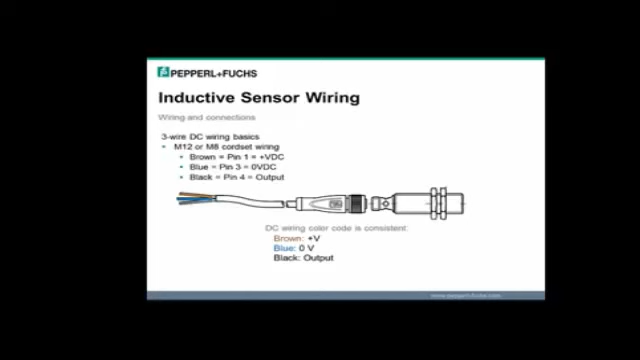 PEPPERL+FUCHS
Inductive Sensor Wiring
Wiring and connections
3-wire DC wiring basics
• M12 or M8 cordset wiring
• Brown = Pin 1 = +VDC
• Blue = Pin 3 = 0VDC
• Black = Pin 4 = Output
DC wiring color code is consistent:
Brown: +V
Blue: 0 V
Black: Output
www.pepperl-fuchs.com